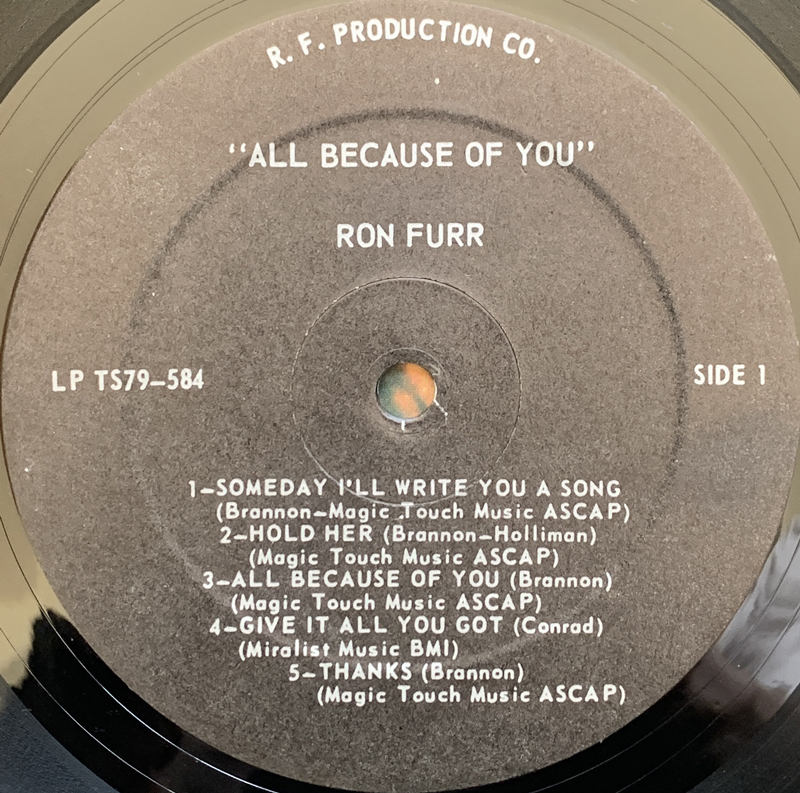 R. F. PRODUCTION CO.
“ALL BECAUSE OF YOU”
RON FURR
LP TS79-584
SIDE 1
1-SOMEDAY I'LL WRITE YOU A SONG
(Brannon-Magic Touch Music ASCAP)
2-HOLD HER (Brannon-Holliman)
(Magic Touch Music ASCAP)
3-ALL BECAUSE OF YOU (Brannon)
(Magic Touch Music ASCAP)
4-GIVE IT ALL YOU GOT (Conrad)
(Miralist Music BMI)
5-THANKS (Brannon)
(Magic Touch Music ASCAP)